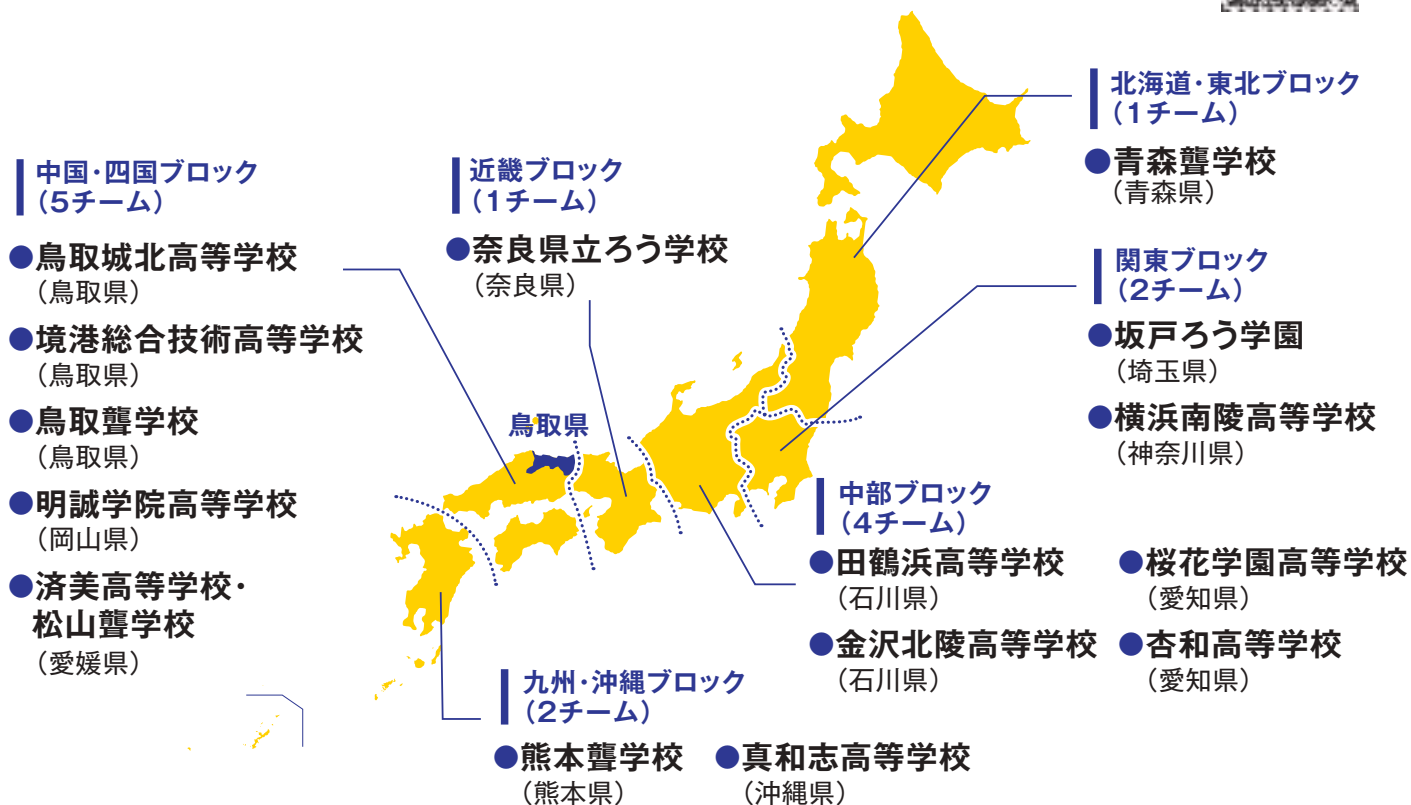 北海道・東北ブロック
(1チーム)
●青森聾学校
(青森県)
関東ブロック
(2チーム)
●坂戸ろう学園
(埼玉県)
●横浜南陵高等学校
(神奈川県)
中部ブロック
(4チーム)
●田鶴浜高等学校
(石川県)
●金沢北陵高等学校
(石川県)
●桜花学園高等学校
(愛知県)
●杏和高等学校
(愛知県)
近畿ブロック
(1チーム)
●奈良県立ろう学校
(奈良県)
中国・四国ブロック
(5チーム)
●鳥取城北高等学校
(鳥取県)
●境港総合技術高等学校
(鳥取県)
●鳥取聾学校
(鳥取県)
●明誠学院高等学校
(岡山県)
●済美高等学校・
松山聾学校
(愛媛県)
鳥取県
九州・沖縄ブロック
(2チーム)
●熊本聾学校
(熊本県)
●真和志高等学校
(沖縄県)